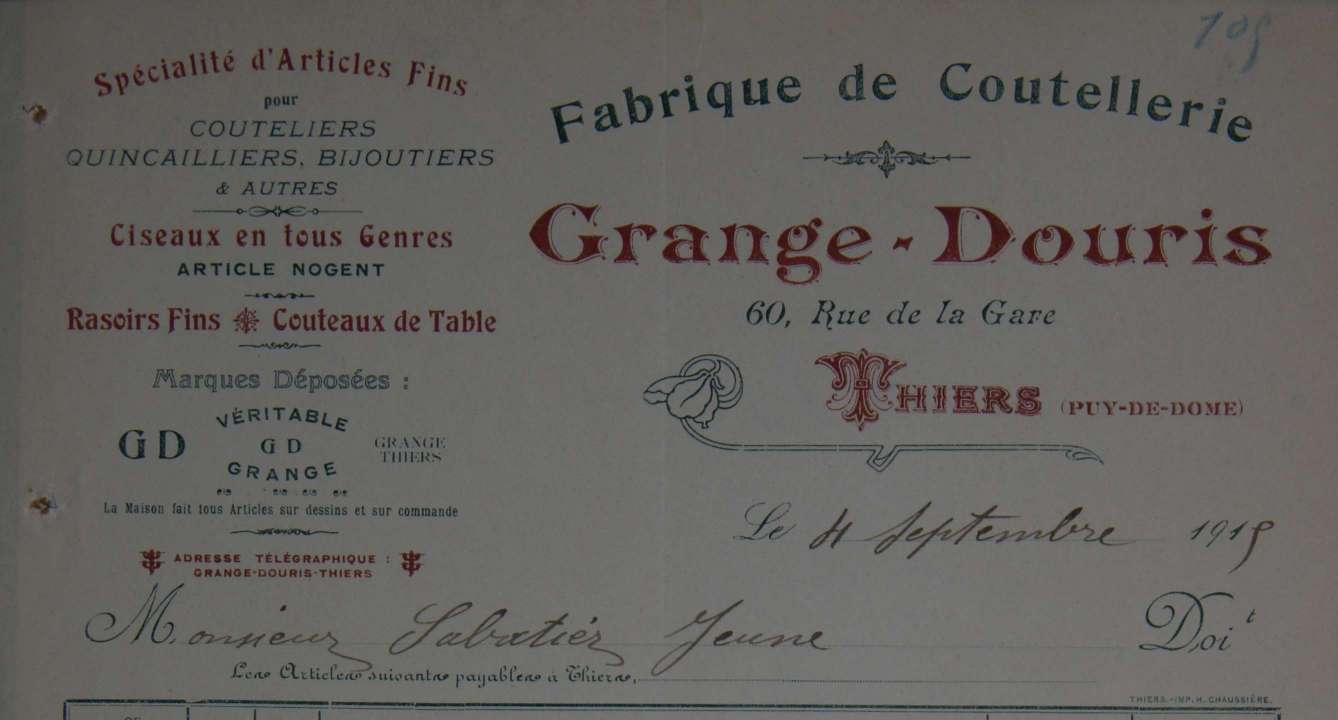 105
Spécialité d'Articles Fins
pour
COUTELIERS
QUINCAILLIERS, BIJOUTIERS
& AUTRES
Ciseaux en tous Genres
ARTICLE NOGENT
Rasoirs Fins Couteaux de Table
Marques Déposées :
GD
VÉRITABLE
GD
GRANGE
GRANGE
THIERS
La Maison fait tous Articles sur dessins et sur commande
ADRESSE TÉLÉGRAPHIQUE :
GRANGE-DOURIS-THIERS
Fabrique de Coutellerie
Grange-Douris
60, Rue de la Gare
THIERS (PUY-DE-DOME)
Le 4 Septembre 1915
Monsieur Sabatier Jeune Doit
Les Articles suivants payables à Thiers,
THIERS.-IMP. H. CHAUSSIÈRE.